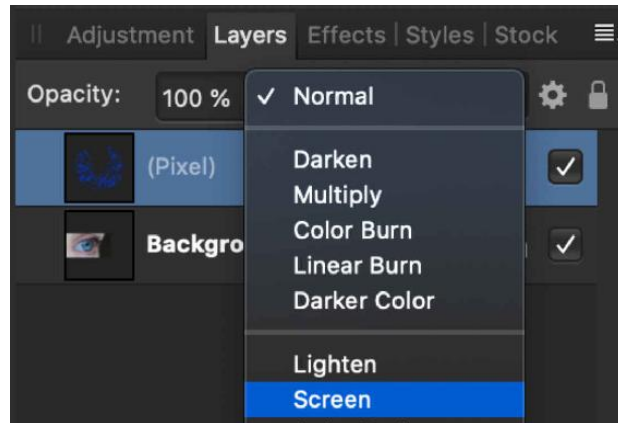 Adjustment Layers Effects | Styles | Stock
Opacity: 100 % ✓ Normal
(Pixel)
Backgro
Darken
Multiply
Color Burn
Linear Burn
Darker Color
Lighten
Screen